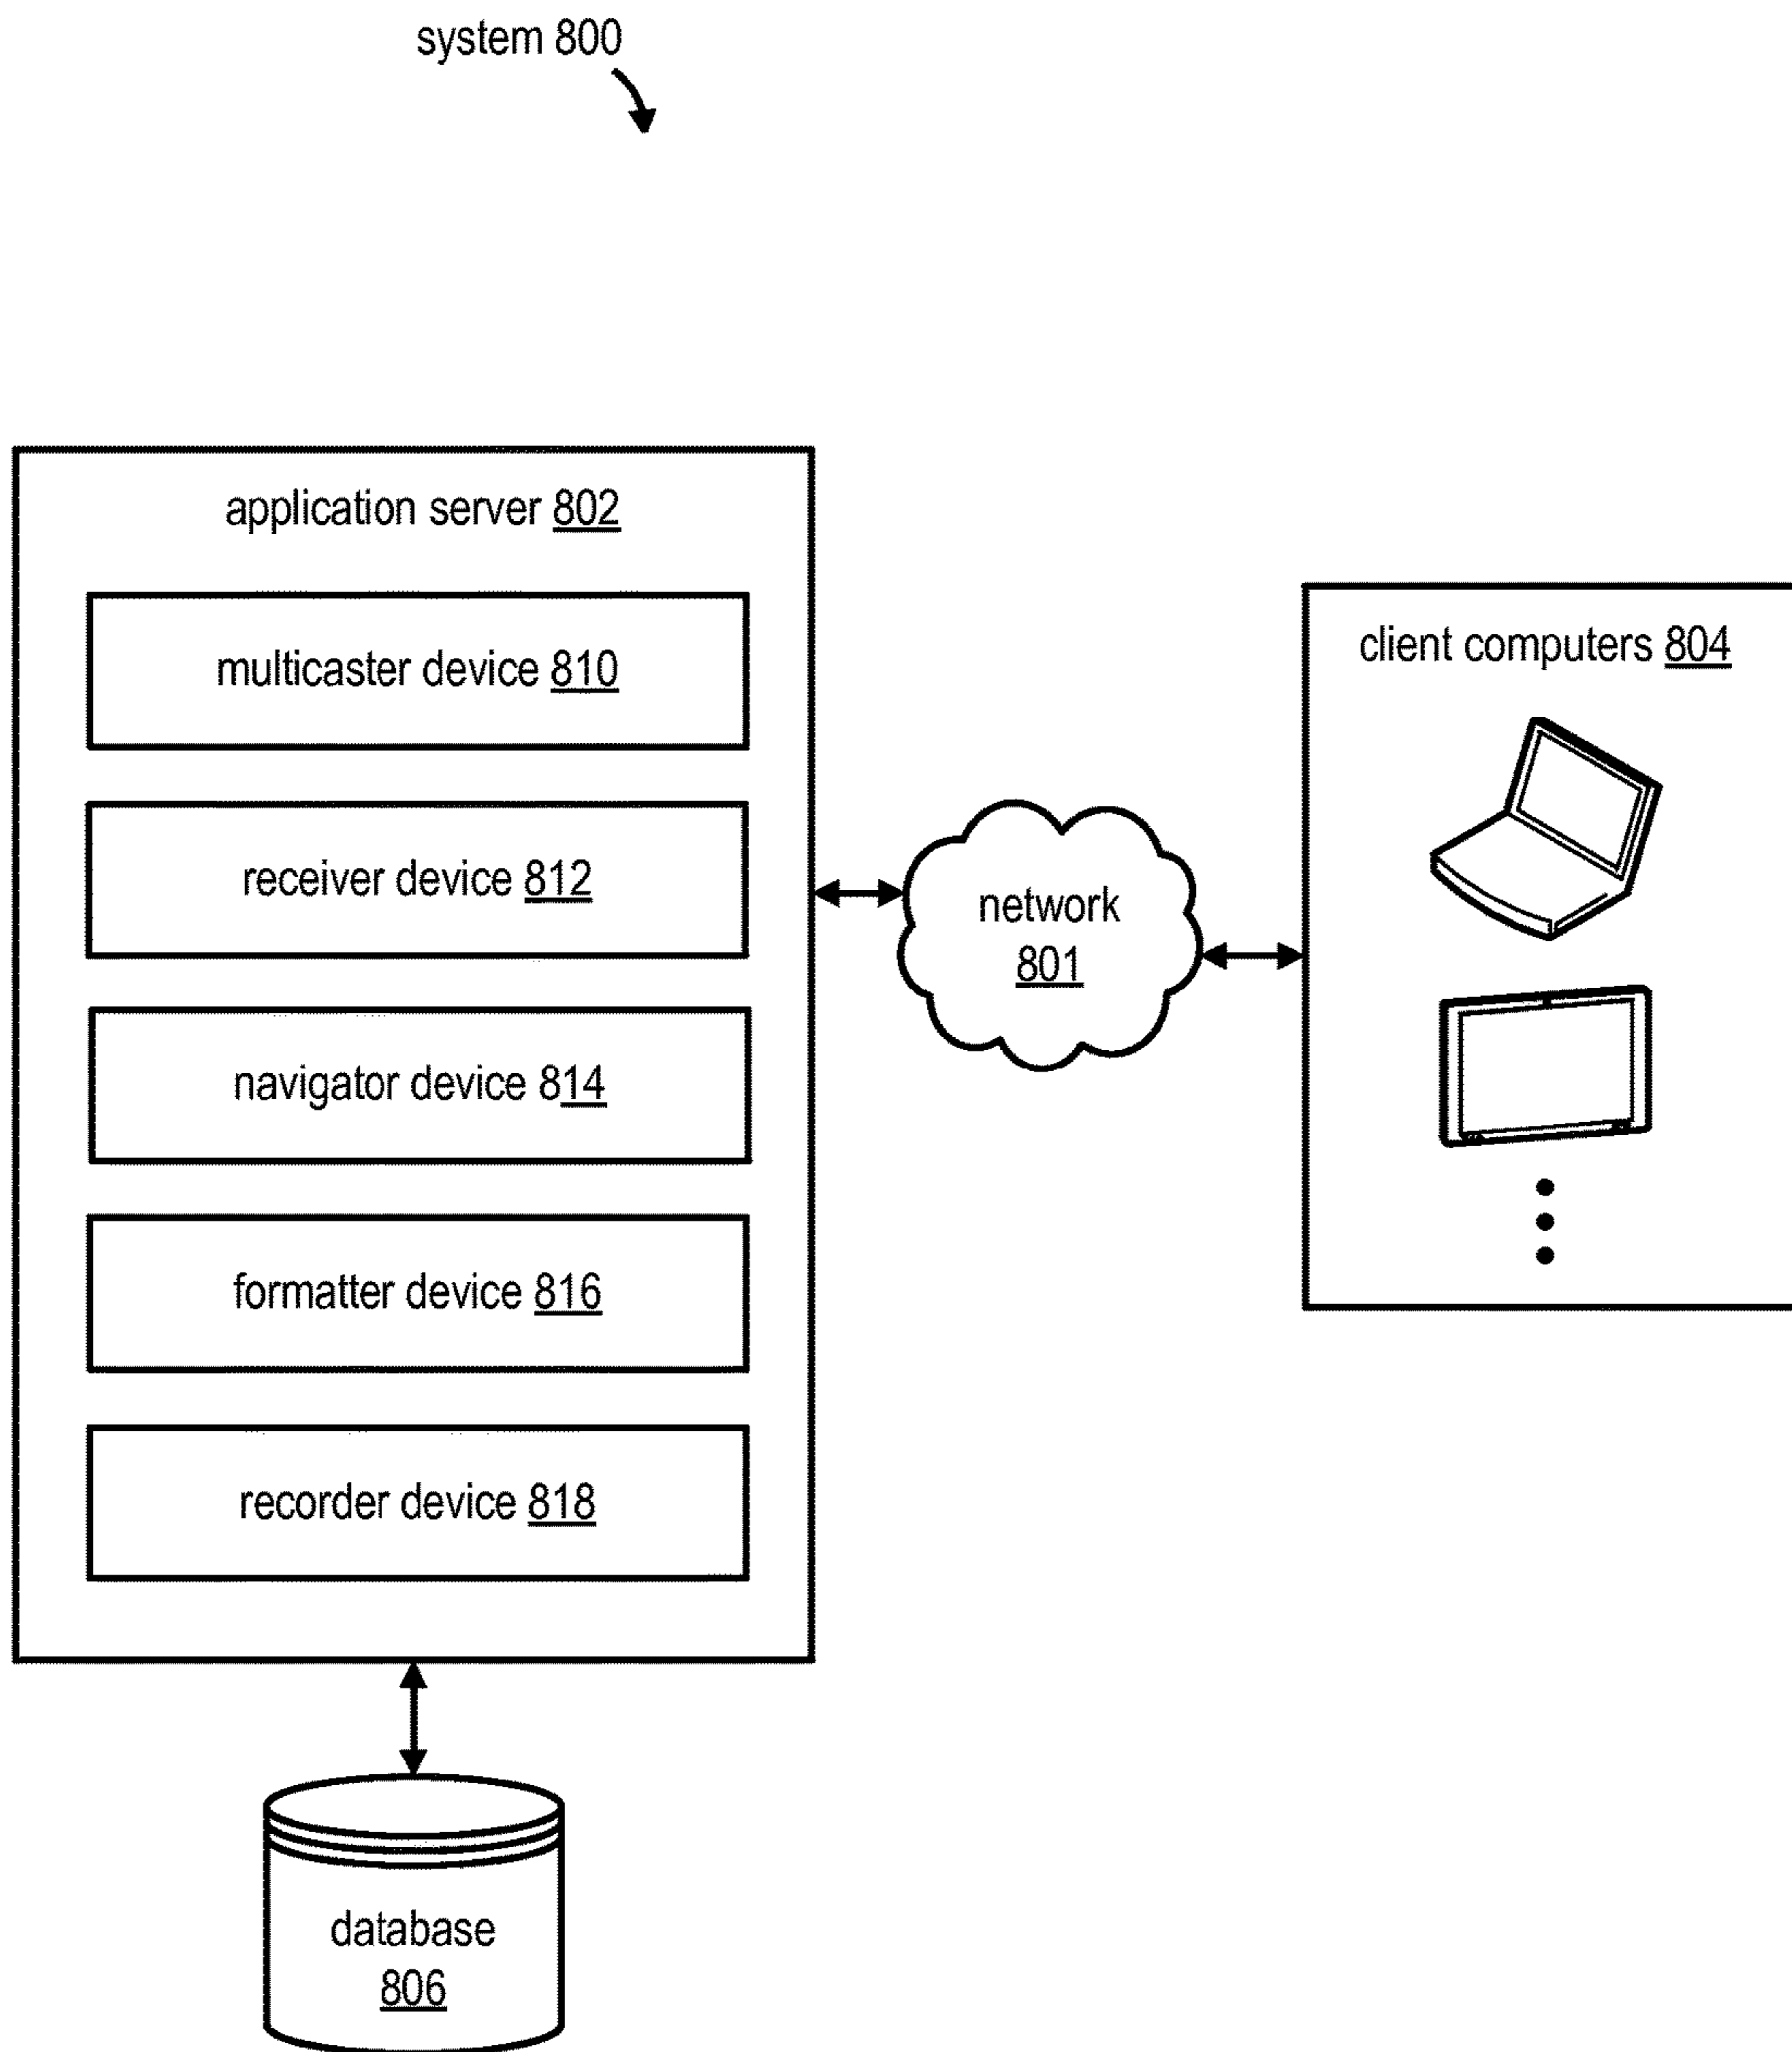 system 800
application server 802
multicaster device 810
receiver device 812
navigator device 814
formatter device 816
recorder device 818
network
801
client computers 804
database
806